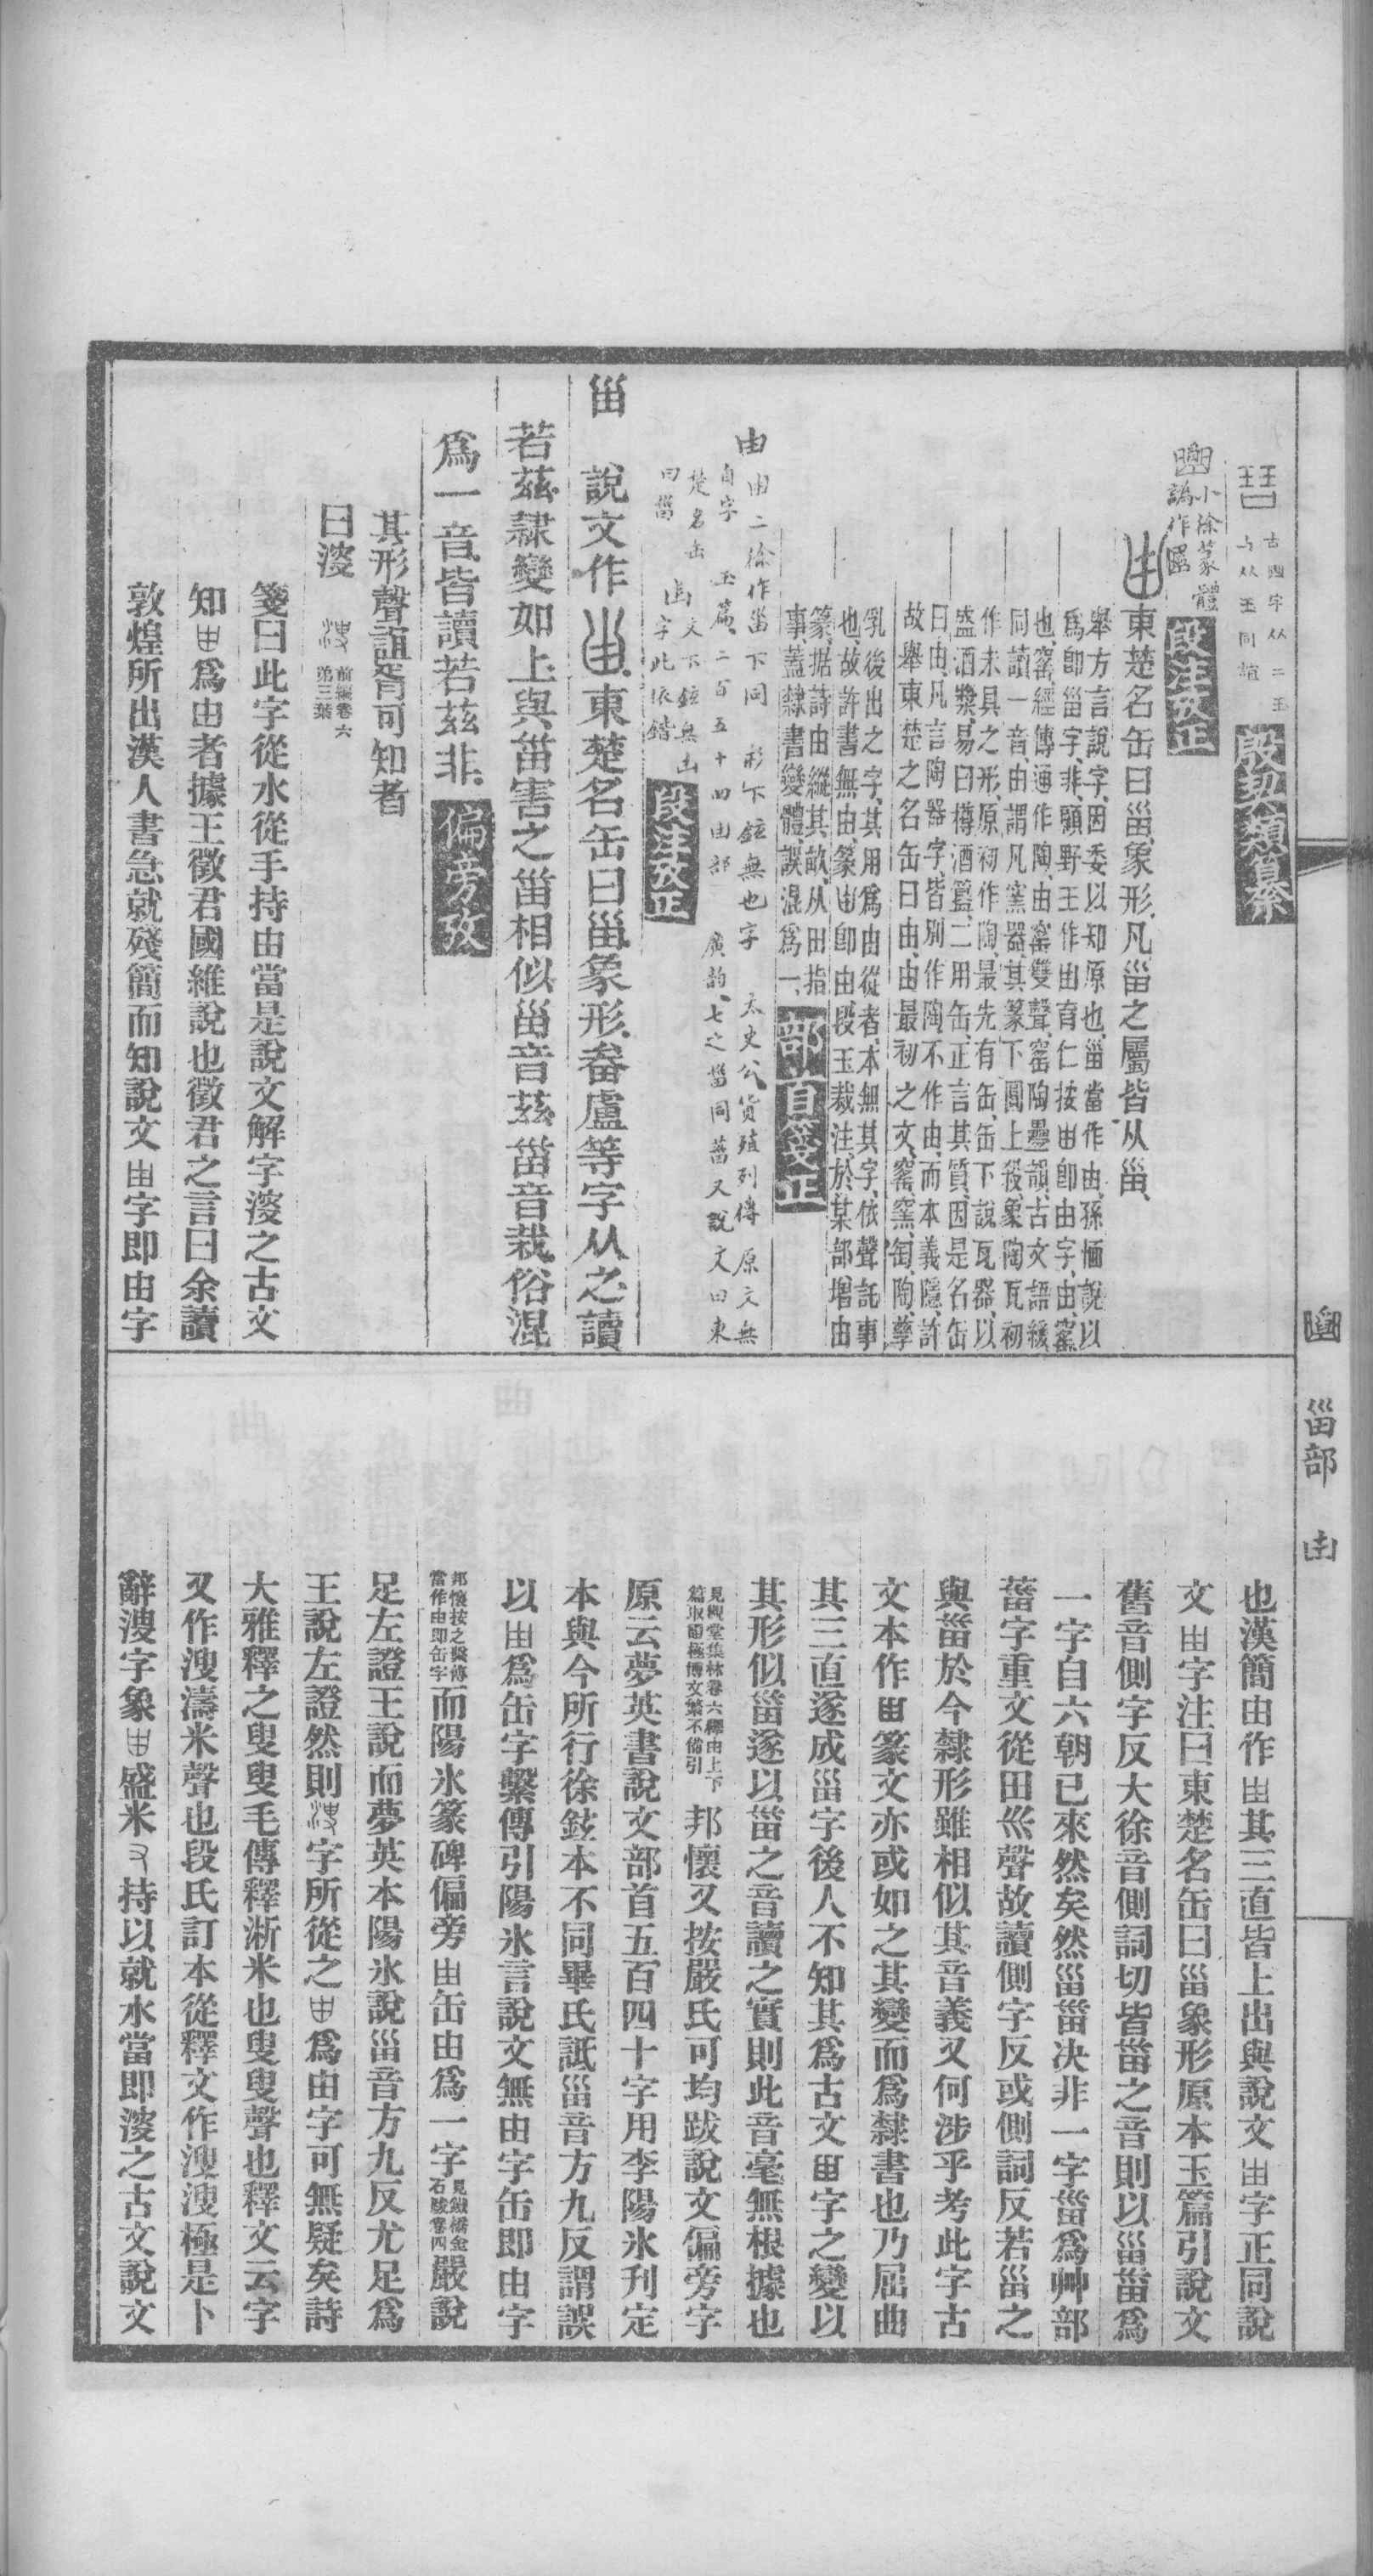 古 字从二玉
与从玉同誼
殷契類纂
小徐篆體
譌作
段注攷正
東楚名缶曰甾、象形、凡甾之屬皆从甾、
舉方言說字、因委以知原也、甾當作由、孫愐說以
爲卽甾字、非、顧野王作由、育仁按、由卽由字、由、窰
也、窰、經傳通作陶、由窰雙聲、窰陶疊韻、古文語緩、
同讀一音、由謂凡窯器、其篆下圓上殺、象陶瓦初
作未具之形、原初作陶、最先有缶、缶下說瓦器、以
盛酒漿、易曰樽酒簋、二用缶、正言其質、因是名缶
曰由、凡言陶器字、皆別作陶、不作由、而本義隱、許
故舉東楚之名缶曰由、由最初之文、窰、窯、匋、陶、孳
乳後出之字、其用爲由從者、本無其字、依聲託事
也、故許書無由、篆由卽由、段玉裁注、於某部增由
篆、据詩由縱其畝、从田指
事、蓋隸書變體、誤混爲一、
部首箋正
由 由二徐作甾下同 下鉉無也字 太史公貨殖列傳 原文無
自字 玉篇、二百五十四由部 廣韵、七之甾同菑又說文曰東
楚名缶 文下鉉無
曰甾 字此依鍇
段注攷正
甾 說文作 、東楚名缶曰甾、象形、畚盧等字从之、讀
若茲、隸變如上、與甾害之甾相似、甾音茲、甾音栽、俗混
爲一音、皆讀若茲、非、
偏旁攷
其形聲誼胥可知者
曰溲 前編卷六
第三葉
箋曰此字從水從手持由當是說文解字溲之古文
知由爲由者據王徵君國維說也徵君之言曰余讀
敦煌所出漢人書急就殘簡而知說文由字即由字
甾部 由
也漢簡由作由其三直皆上出與說文由字正同說
文由字注曰東楚名缶曰甾象形原本玉篇引說文
舊音側字反大徐音側詞切皆甾之音則以甾甾爲
一字自六朝已來然矣然甾甾決非一字甾爲艸部
菑字重文從田巛聲故讀側字反或側詞反若甾之
與甾於今隸形雖相似其音義又何涉乎考此字古
文本作 篆文亦或如之其變而爲隸書也乃屈曲
其三直遂成甾字後人不知其爲古文 字之變以
其形似甾遂以甾之音讀之實則此音毫無根據也
見觀堂集林卷六釋由上下
篇取 極博文繁不備引
邦懷又按嚴氏可均跋說文偏旁字
原云夢英書說文部首五百四十字用李陽冰刊定
本與今所行徐鉉本不同畢氏詆甾音方九反謂誤
以由爲缶字繫傳引陽冰言說文無由字缶即由字
邦懷按之繫傳
當作由即缶字
而陽冰篆碑偏旁由缶由爲一字
見鐵橋金
石跋卷四
嚴說
足左證王說而夢英本陽冰說甾音方九反尤足爲
王說左證然則 字所從之由爲由字可無疑矣詩
大雅釋之叟叟毛傳釋淅米也叟叟聲也釋文云字
又作溲濤米聲也段氏訂本從釋文作溲溲極是卜
辭溲字象由盛米又持以就水當即溲之古文說文